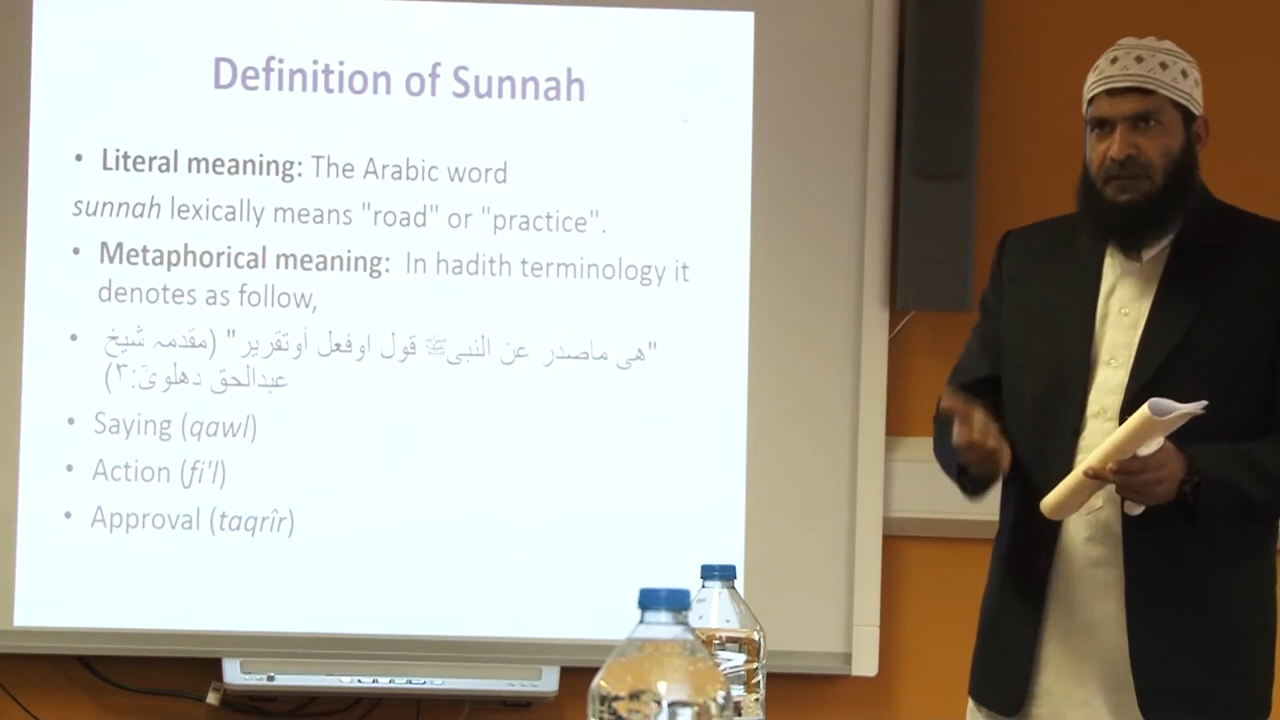 Definition of Sunnah
• Literal meaning: The Arabic word
sunnah lexically means "road" or "practice".
• Metaphorical meaning: In hadith terminology it
denotes as follow,
• "هی ماصدر عن النبیﷺ قول اوفعل أوتقریر" (مقدمہ شیخ
عبدالحق دهلویؒ:۳)
• Saying (qawl)
• Action (fi'l)
• Approval (taqrîr)